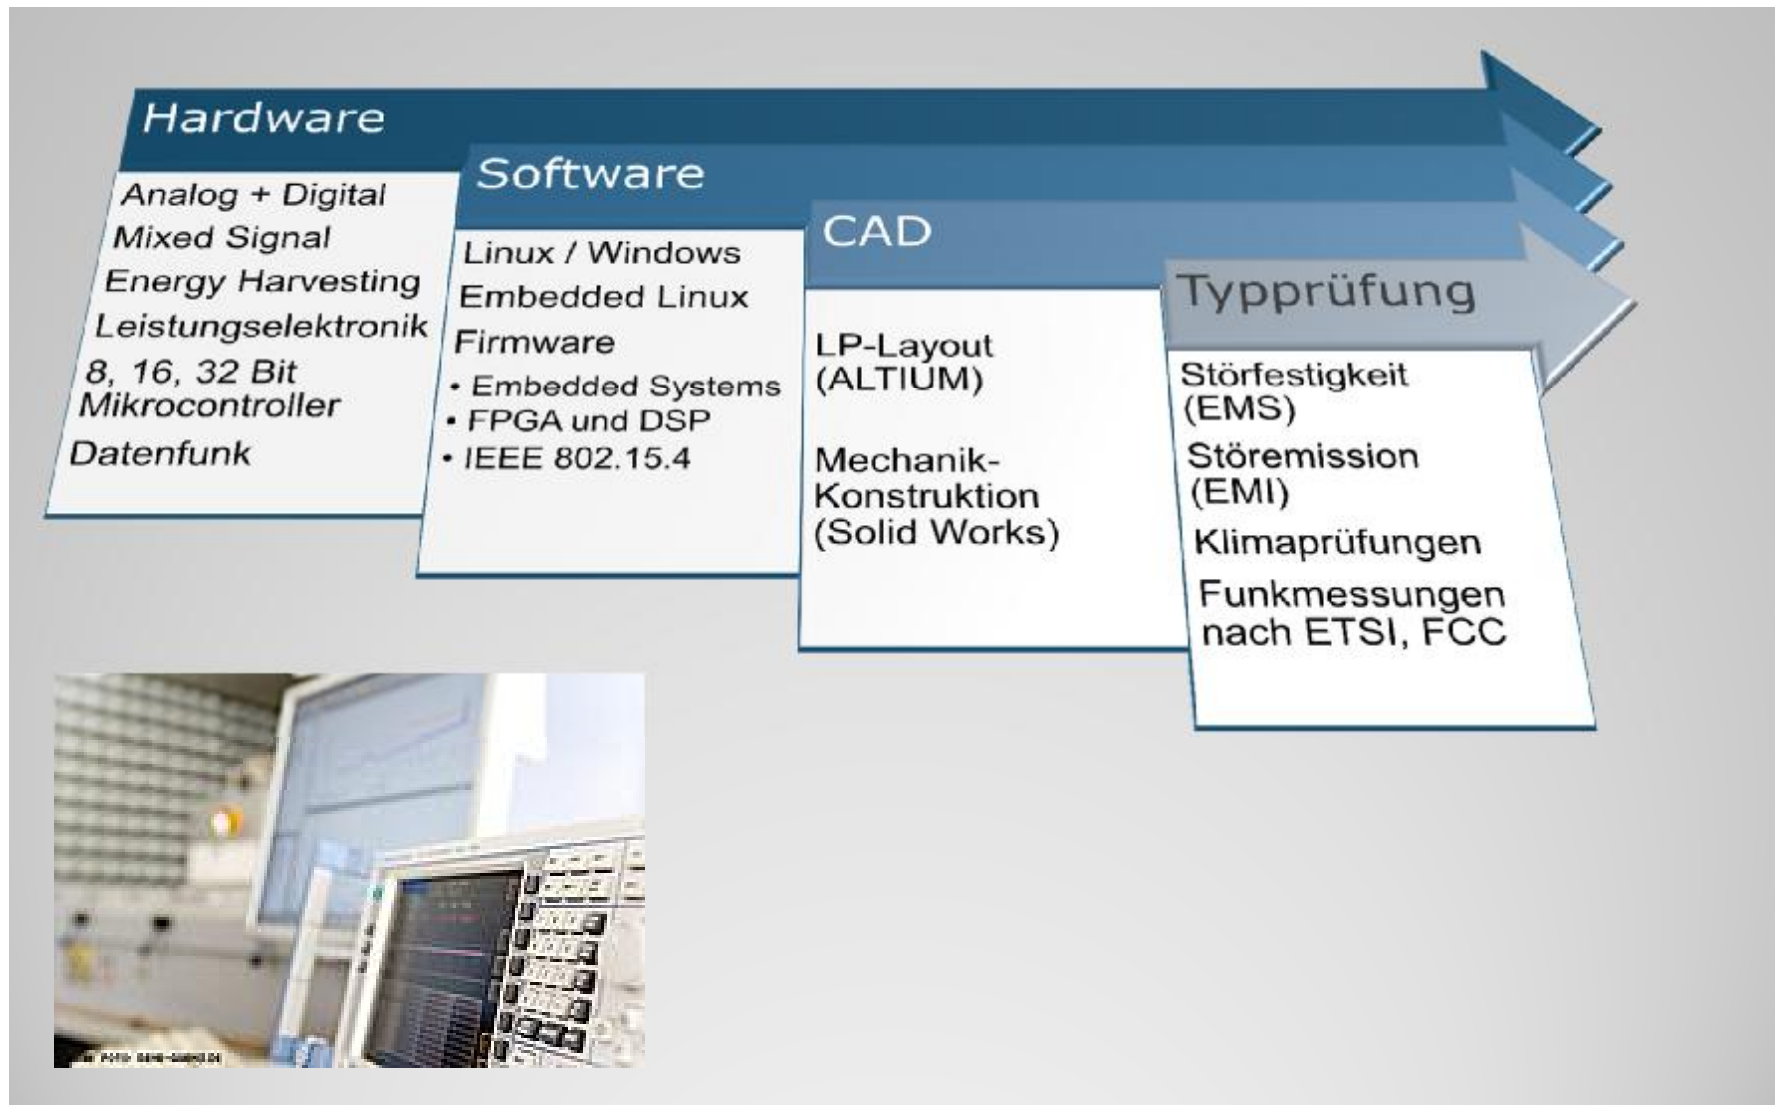 Hardware
Analog + Digital
Mixed Signal
Energy Harvesting
Leistungselektronik
8, 16, 32 Bit
Mikrocontroller
Datenfunk
Software
Linux / Windows
Embedded Linux
Firmware
• Embedded Systems
• FPGA und DSP
• IEEE 802.15.4
CAD
LP-Layout
(ALTIUM)
Mechanik-
Konstruktion
(Solid Works)
Typprüfung
Störfestigkeit
(EMS)
Störemission
(EMI)
Klimaprüfungen
Funkmessungen
nach ETSI, FCC
FOTO